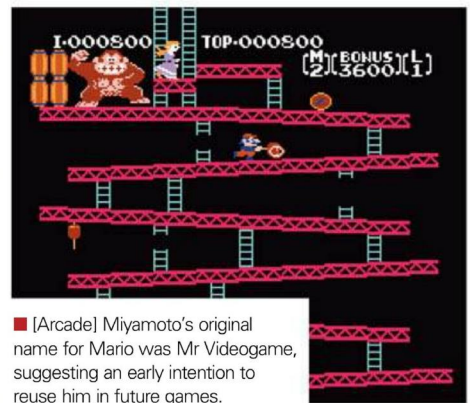 I-000800 TOP-000800
[M 2][BONUS 3600][L 1]
[Arcade] Miyamoto's original
name for Mario was Mr Videogame,
suggesting an early intention to
reuse him in future games.